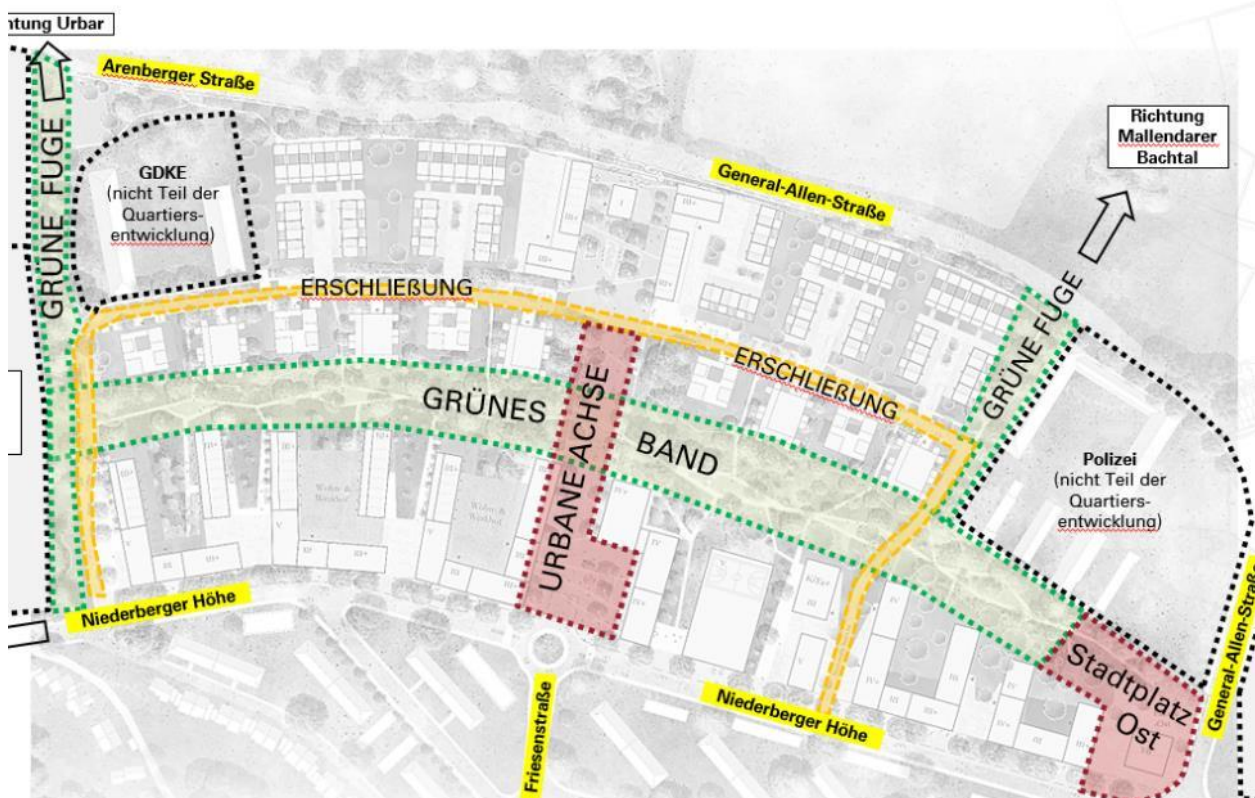 ntung Urbar
Arenberger Straße
GRÜNE FUGE
GDKE
(nicht Teil der
Quartiers-
entwicklung)
General-Allen-Straße
Richtung
Mallendarer
Bachtal
ERSCHLIEßUNG
ERSCHLIEßUNG
GRÜNE FUGE
GRÜNES
BAND
URBANE ACHSE
Polizei
(nicht Teil der
Quartiers-
entwicklung)
Niederberger Höhe
Friesenstraße
Niederberger Höhe
Stadtplatz
Ost
General-Allen-Straße